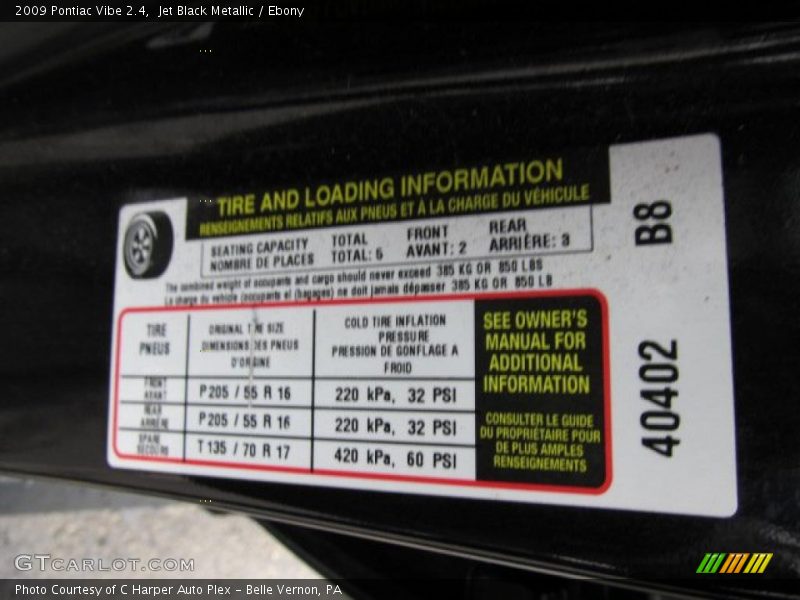 2009 Pontiac Vibe 2.4,  Jet Black Metallic / Ebony
TIRE AND LOADING INFORMATION
RENSEIGNEMENTS RELATIFS AUX PNEUS ET À LA CHARGE DU VÉHICULE
SEATING CAPACITY
NOMBRE DE PLACES
TOTAL
TOTAL: 5
FRONT
AVANT: 2
REAR
ARRIÈRE: 3
The combined weight of occupants and cargo should never exceed 385 KG OR 850 LBS
La charge du véhicule (occupants et (bagages) ne doit jamais dépasser 385 KG OR 850 LB
TIRE
PNEUS
ORIGINAL TIRE SIZE
DIMENSIONS DES PNEUS
D'ORIGINE
COLD TIRE INFLATION
PRESSURE
PRESSION DE GONFLAGE A
FROID
FRONT
AVANT
P205 / 55 R 16
220 kPa, 32 PSI
REAR
ARRIÈRE
P205 / 55 R 16
220 kPa, 32 PSI
SPARE
SECOURS
T135 / 70 R 17
420 kPa, 60 PSI
SEE OWNER'S
MANUAL FOR
ADDITIONAL
INFORMATION
CONSULTER LE GUIDE
DU PROPRIÉTAIRE POUR
DE PLUS AMPLES
RENSEIGNEMENTS
40402
B8
GTCARLOT.COM
Photo Courtesy of C Harper Auto Plex – Belle Vernon, PA